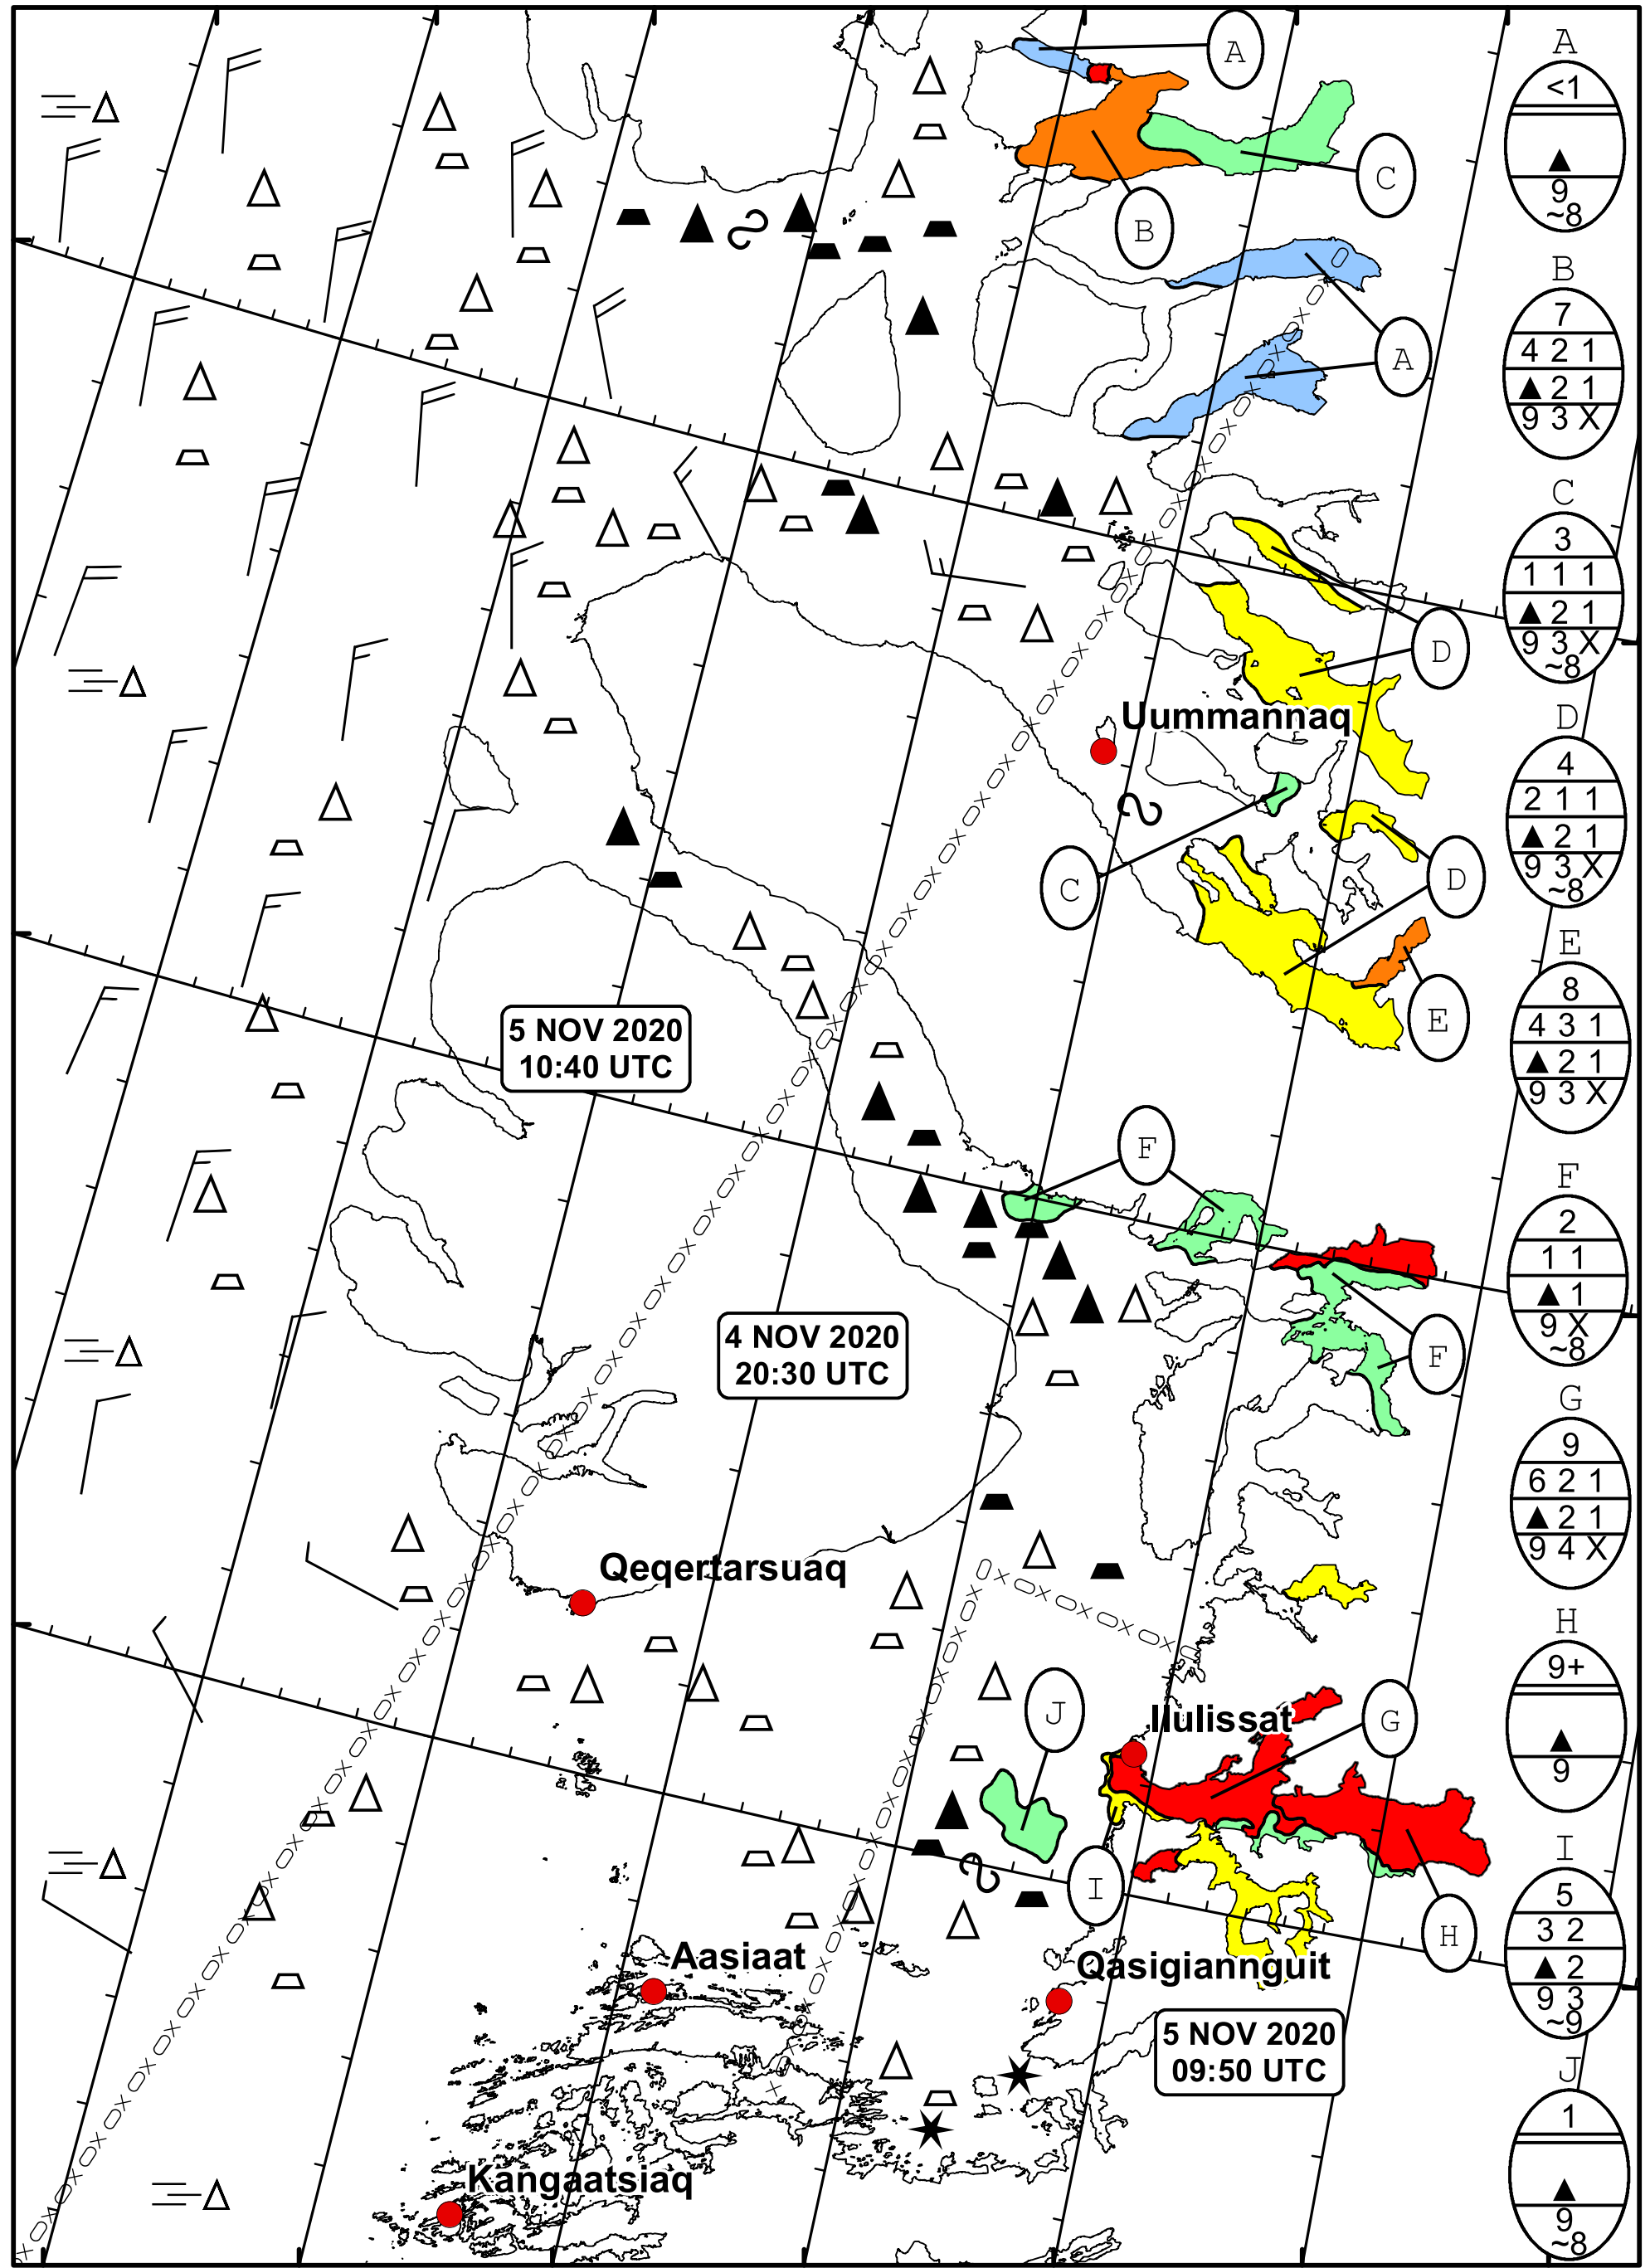 A
<1
▲
9
~8
B
7
4 2 1
▲ 2 1
9 3 X
C
3
1 1 1
▲ 2 1
9 3 X
~8
D
4
2 1 1
▲ 2 1
9 3 X
~8
E
8
4 3 1
▲ 2 1
9 3 X
F
2
1 1
▲ 1
9 X
~8
G
9
6 2 1
▲ 2 1
9 4 X
H
9+
▲
9
I
5
3 2
▲ 2
9 3
~9
J
1
▲
9
~8
A
C
B
A
D
Uummannaq
C
D
E
5 NOV 2020
10:40 UTC
F
4 NOV 2020
20:30 UTC
F
Qeqertarsuaq
J
Ilulissat
G
I
H
Aasiaat
Qasigiannguit
5 NOV 2020
09:50 UTC
Kangaatsiaq